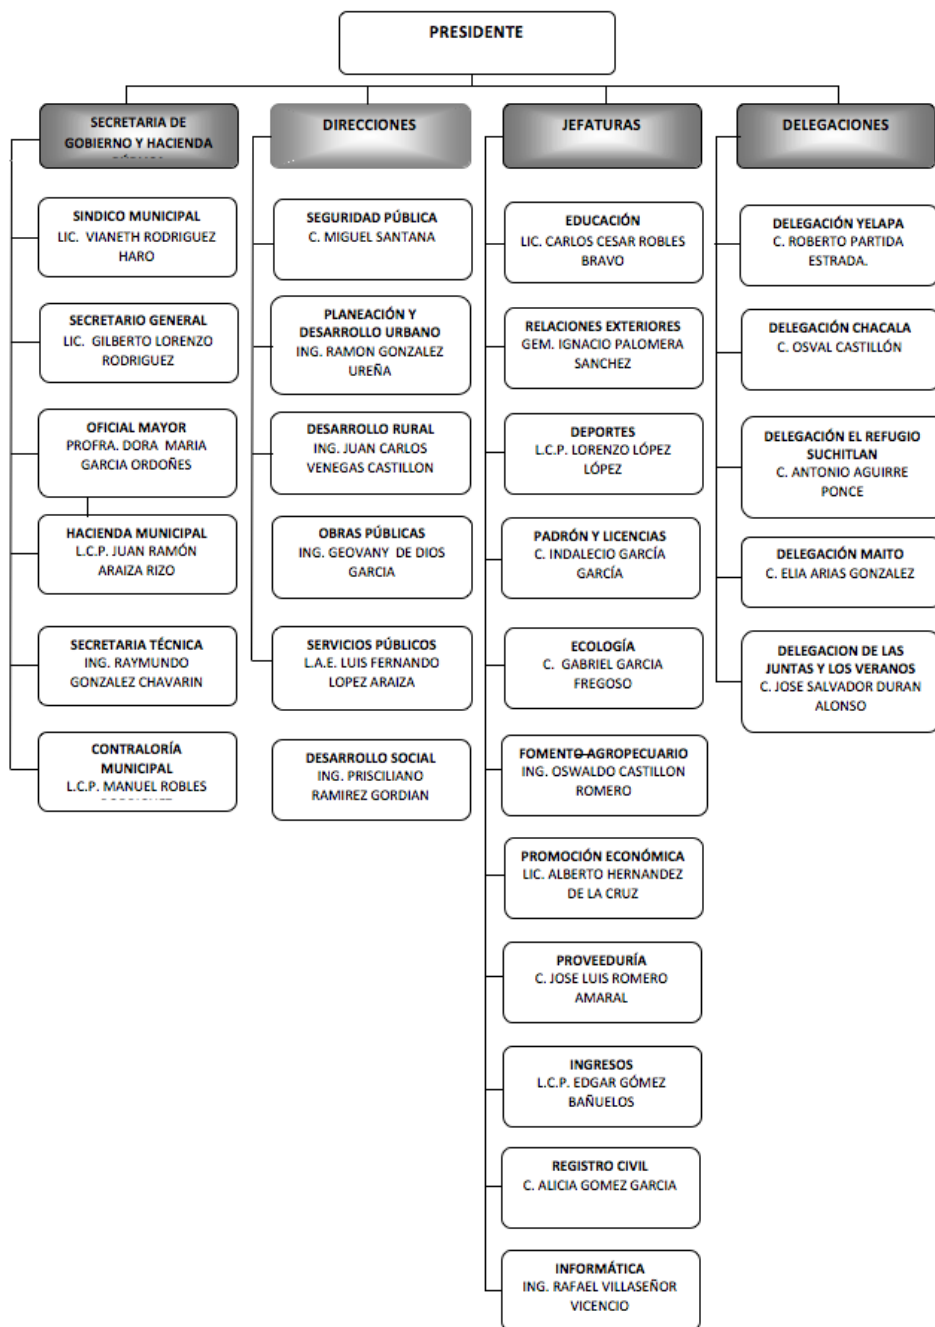 PRESIDENTE
SECRETARIA DE
GOBIERNO Y HACIENDA
SINDICO MUNICIPAL
LIC. VIANETH RODRIGUEZ
HARO
SECRETARIO GENERAL
LIC. GILBERTO LORENZO
RODRIGUEZ
OFICIAL MAYOR
PROFRA. DORA MARIA
GARCIA ORDOÑES
HACIENDA MUNICIPAL
L.C.P. JUAN RAMÓN
ARAIZA RIZO
SECRETARIA TÉCNICA
ING. RAYMUNDO
GONZALEZ CHAVARIN
CONTRALORÍA
MUNICIPAL
L.C.P. MANUEL ROBLES
DIRECCIONES
SEGURIDAD PÚBLICA
C. MIGUEL SANTANA
PLANEACIÓN Y
DESARROLLO URBANO
ING. RAMON GONZALEZ
UREÑA
DESARROLLO RURAL
ING. JUAN CARLOS
VENEGAS CASTILLON
OBRAS PÚBLICAS
ING. GEOVANY DE DIOS
GARCIA
SERVICIOS PÚBLICOS
L.A.E. LUIS FERNANDO
LOPEZ ARAIZA
DESARROLLO SOCIAL
ING. PRISCILIANO
RAMIREZ GORDIAN
JEFATURAS
EDUCACIÓN
LIC. CARLOS CESAR ROBLES
BRAVO
RELACIONES EXTERIORES
GEM. IGNACIO PALOMERA
SANCHEZ
DEPORTES
L.C.P. LORENZO LÓPEZ
LÓPEZ
PADRÓN Y LICENCIAS
C. INDALECIO GARCÍA
GARCÍA
ECOLOGÍA
C. GABRIEL GARCIA
FREGOSO
FOMENTO AGROPECUARIO
ING. OSWALDO CASTILLON
ROMERO
PROMOCIÓN ECONÓMICA
LIC. ALBERTO HERNANDEZ
DE LA CRUZ
PROVEEDURÍA
C. JOSE LUIS ROMERO
AMARAL
INGRESOS
L.C.P. EDGAR GÓMEZ
BAÑUELOS
REGISTRO CIVIL
C. ALICIA GOMEZ GARCIA
INFORMÁTICA
ING. RAFAEL VILLASEÑOR
VICENCIO
DELEGACIONES
DELEGACIÓN YELAPA
C. ROBERTO PARTIDA
ESTRADA.
DELEGACIÓN CHACALA
C. OSVAL CASTILLÓN
DELEGACIÓN EL REFUGIO
SUCHITLAN
C. ANTONIO AGUIRRE
PONCE
DELEGACIÓN MAITO
C. ELIA ARIAS GONZALEZ
DELEGACION DE LAS
JUNTAS Y LOS VERANOS
C. JOSE SALVADOR DURAN
ALONSO